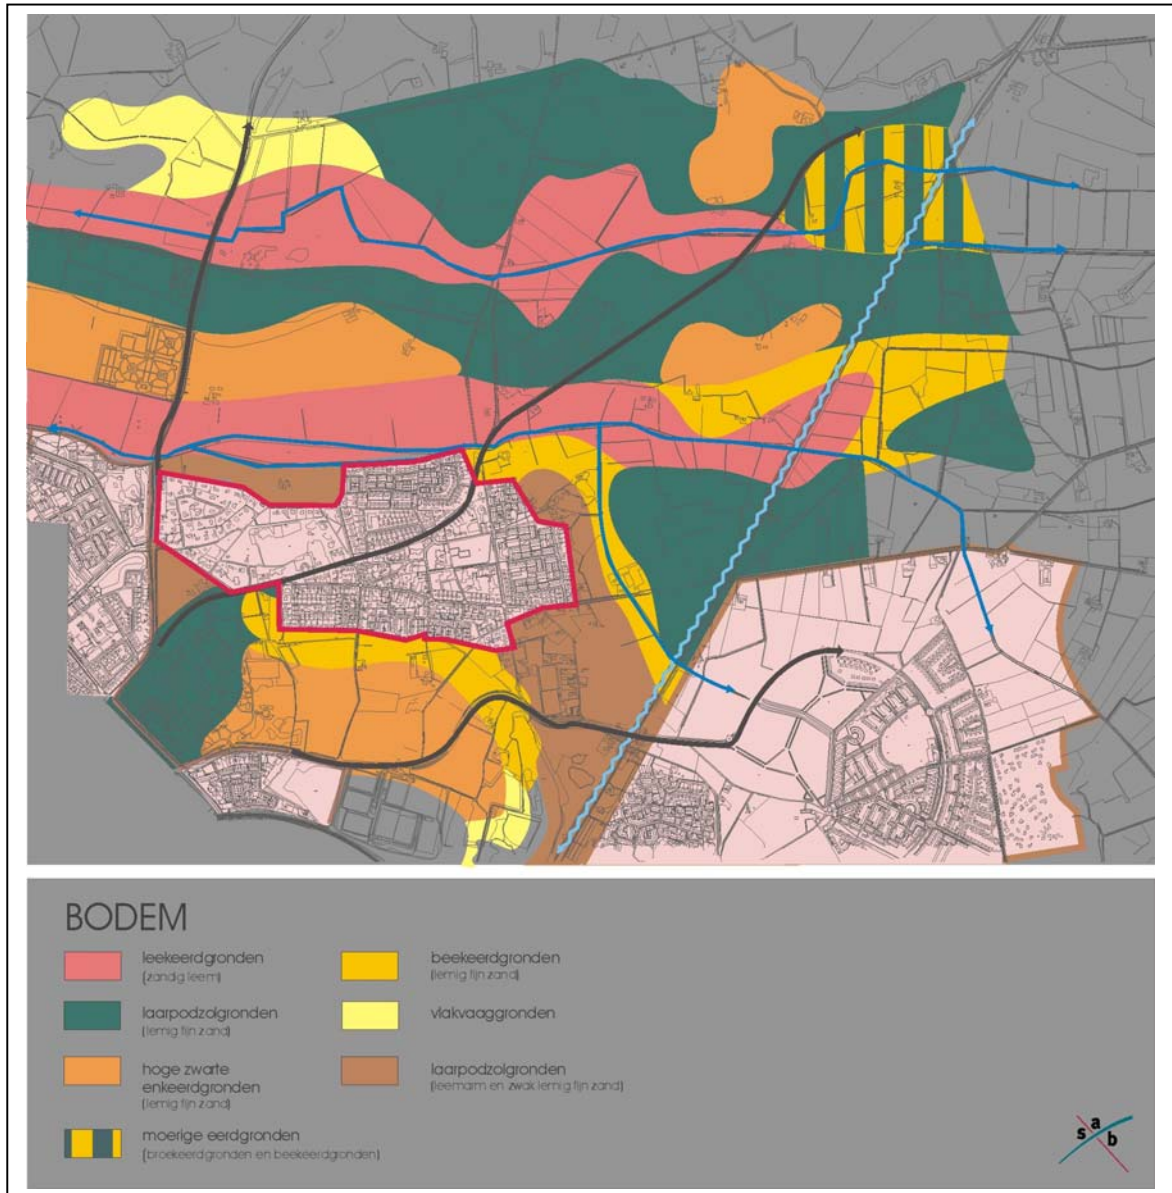 BODEM
leekeerdgronden
(zandig leem)
laarpodzolgronden
(lemig fijn zand)
hoge zwarte
enkeerdgronden
(lemig fijn zand)
moerige eerdgronden
(broekeerdgronden en beekeerdgronden)
beekeerdgronden
(lemig fijn zand)
vlakvaaggronden
laarpodzolgronden
(leemarm en zwak lemig fijn zand)
s a b